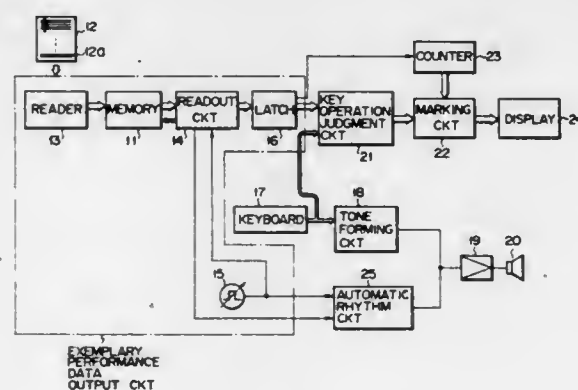 12
120
COUNTER
23
READER
13
MEMORY
11
READOUT
CKT
14
LATCH
16
KEY
OPERATION
JUDGMENT
CKT
21
MARKING
CKT
22
DISPLAY
24
17
KEYBOARD
18
TONE
FORMING
CKT
19
20
15
25
AUTOMATIC
RHYTHM
CKT
EXEMPLARY
PERFORMANCE
DATA
OUTPUT CKT